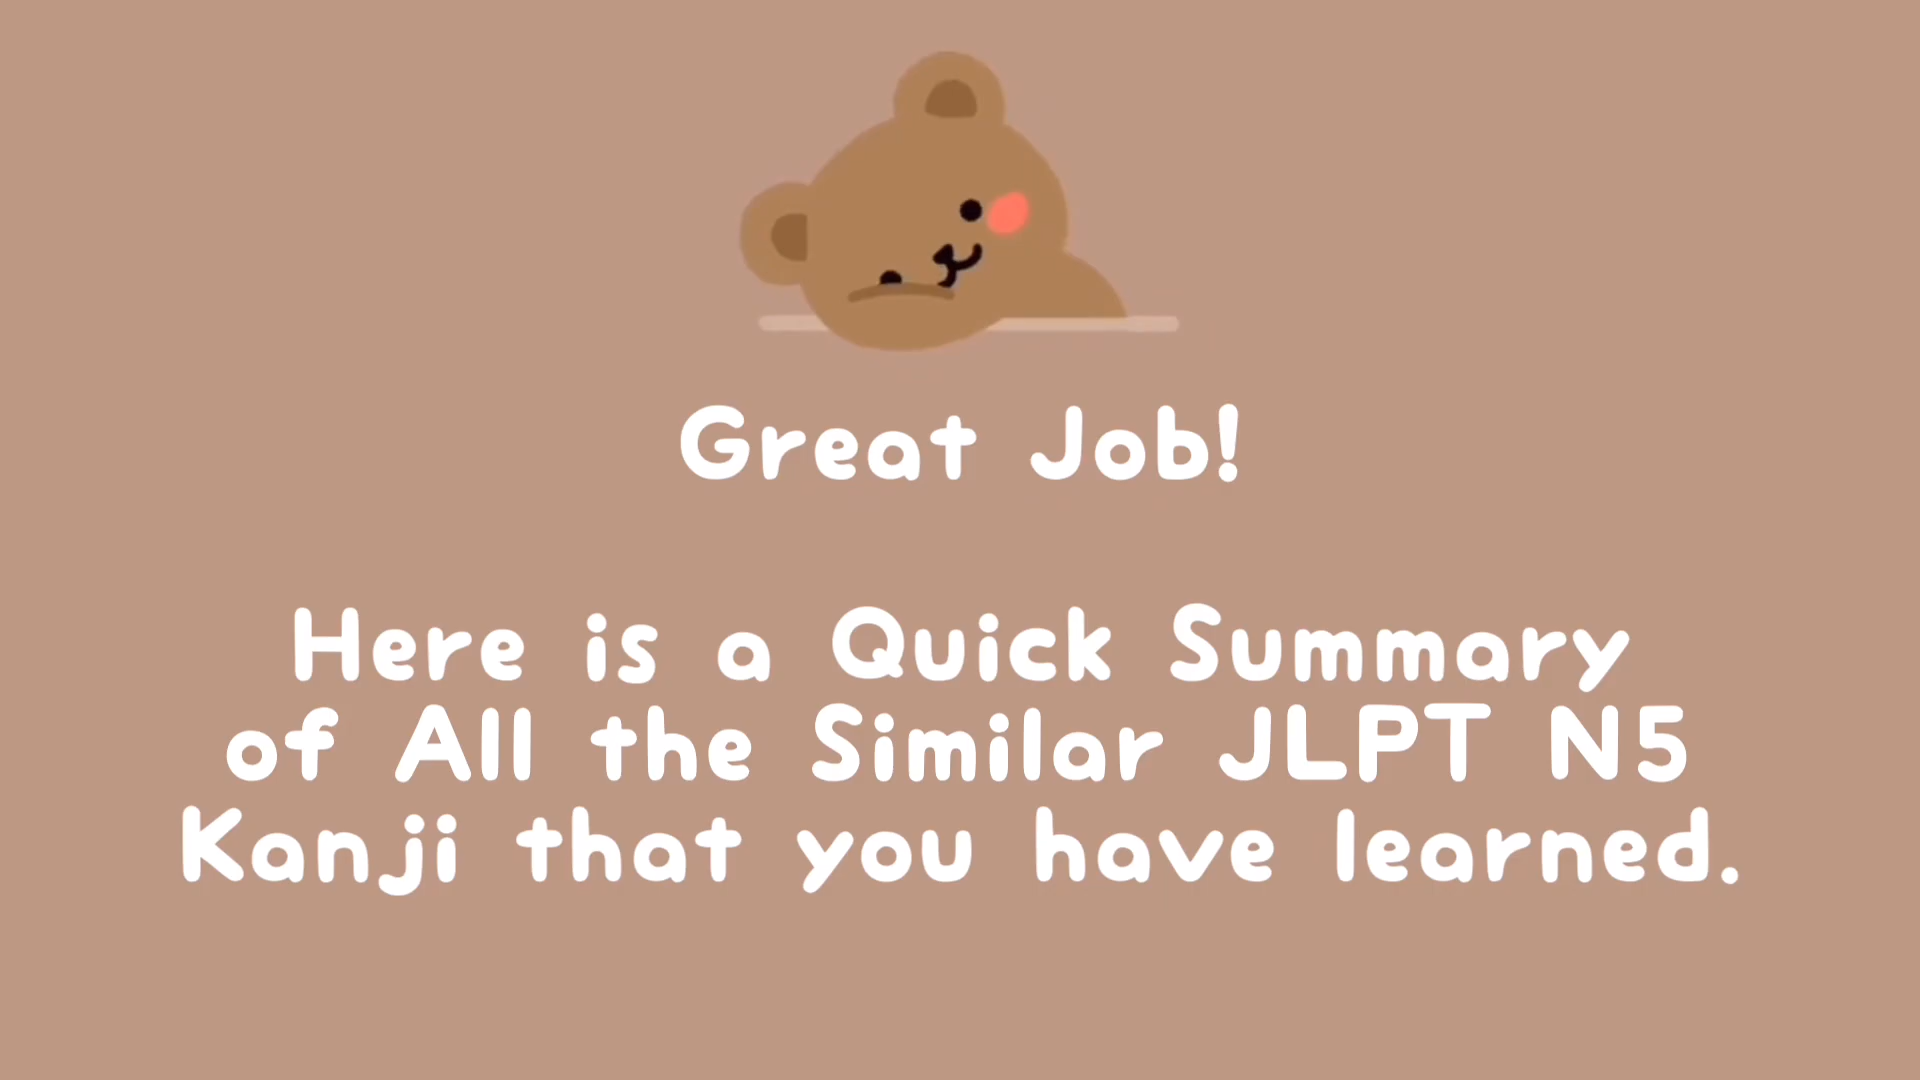 Great Job!
Here is a Quick Summary
of All the Similar JLPT N5
Kanji that you have learned.